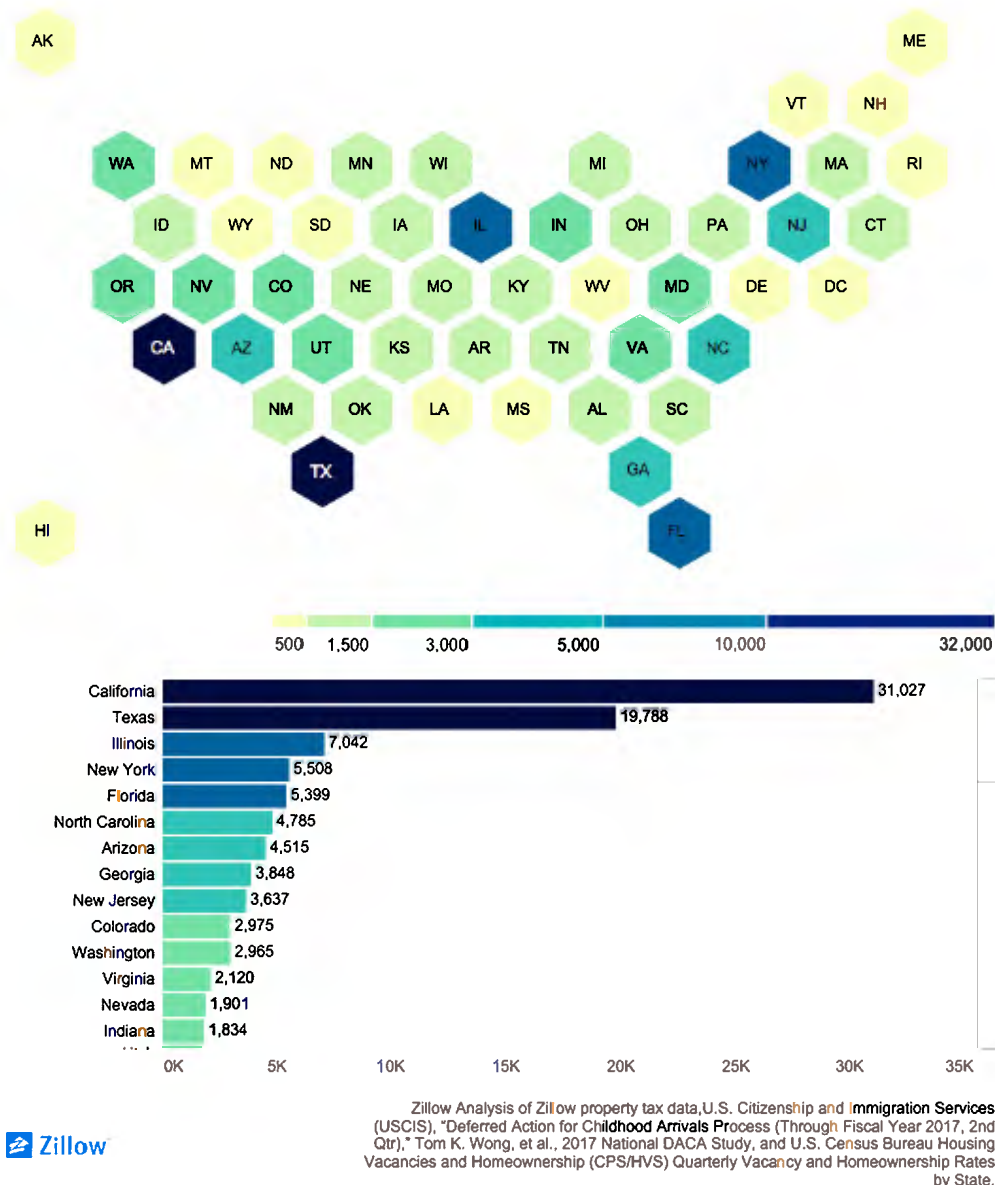 AK ME
VT NH
WA MT ND MN WI MI NY MA RI
ID WY SD IA IL IN OH PA NJ CT
OR NV CO NE MO KY WV MD DE DC
CA AZ UT KS AR TN VA NC
NM OK LA MS AL SC
TX GA
HI FL
500 1.500 3.000 5,000 10,000 32,000
California 31,027
Texas 19,788
Illinois 7,042
New York 5,508
Florida 5,399
North Carolina 4,785
Arizona 4,515
Georgia 3,848
New Jersey 3,637
Colorado 2,975
Washington 2,965
Virginia 2,120
Nevada 1,901
Indiana 1,834
0K 5K 10K 15K 20K 25K 30K 35K
Zillow Analysis of Zillow property tax data,U.S. Citizenship and Immigration Services
(USCIS), "Deferred Action for Childhood Arrivals Process (Through Fiscal Year 2017, 2nd
Qtr)," Tom K. Wong, et al., 2017 National DACA Study, and U.S. Census Bureau Housing
Vacancies and Homeownership (CPS/HVS) Quarterly Vacancy and Homeownership Rates
by State.
Zillow